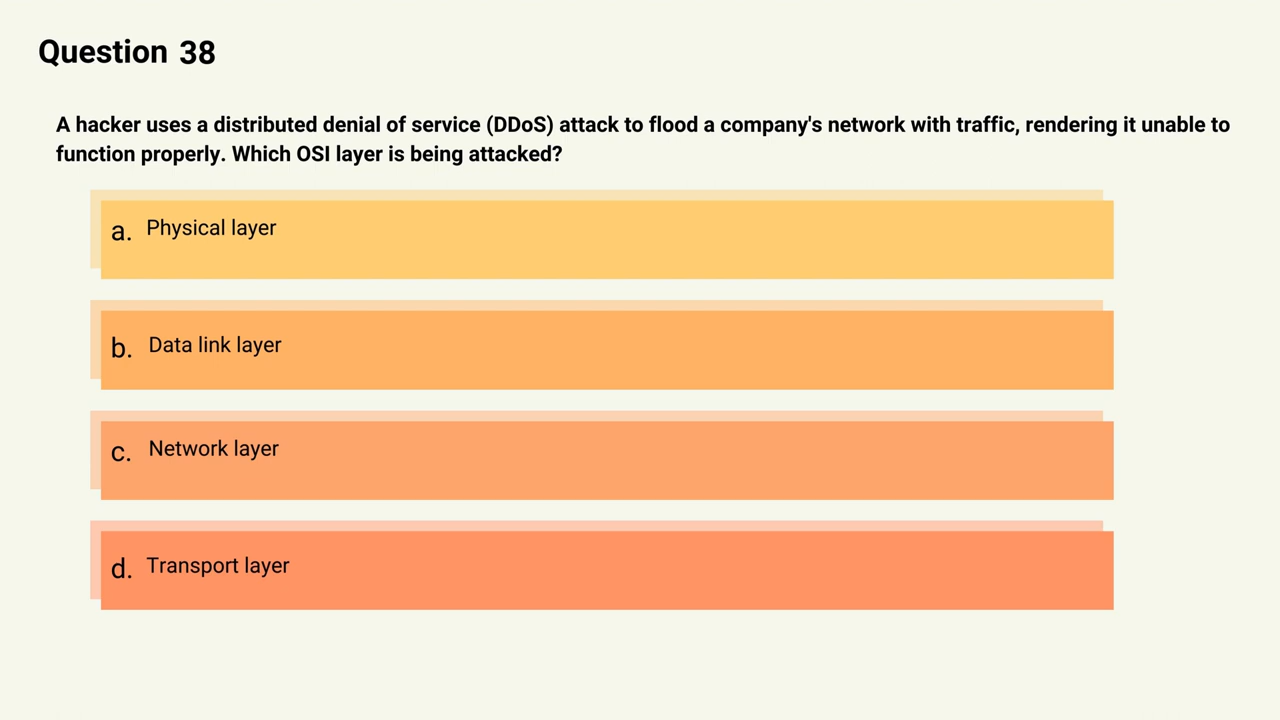 Question 38
A hacker uses a distributed denial of service (DDoS) attack to flood a company's network with traffic, rendering it unable to
function properly. Which OSI layer is being attacked?
a. Physical layer
b. Data link layer
c. Network layer
d. Transport layer